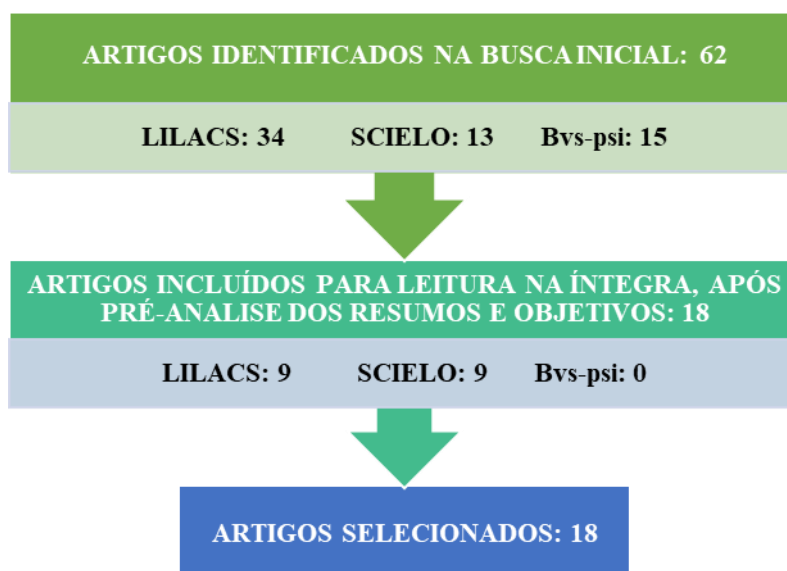 ARTIGOS IDENTIFICADOS NA BUSCA INICIAL: 62
LILACS: 34 SCIELO: 13 Bvs-psi: 15
ARTIGOS INCLUÍDOS PARA LEITURA NA ÍNTEGRA, APÓS
PRÉ-ANALISE DOS RESUMOS E OBJETIVOS: 18
LILACS: 9 SCIELO: 9 Bvs-psi: 0
ARTIGOS SELECIONADOS: 18